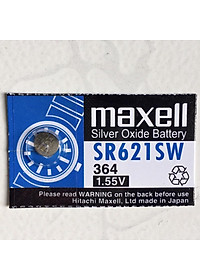 maxell
Silver Oxide Battery
SR621SW
364
1.55V
Please read WARNING on the back before use
Hitachi Maxell, Ltd made in Japan